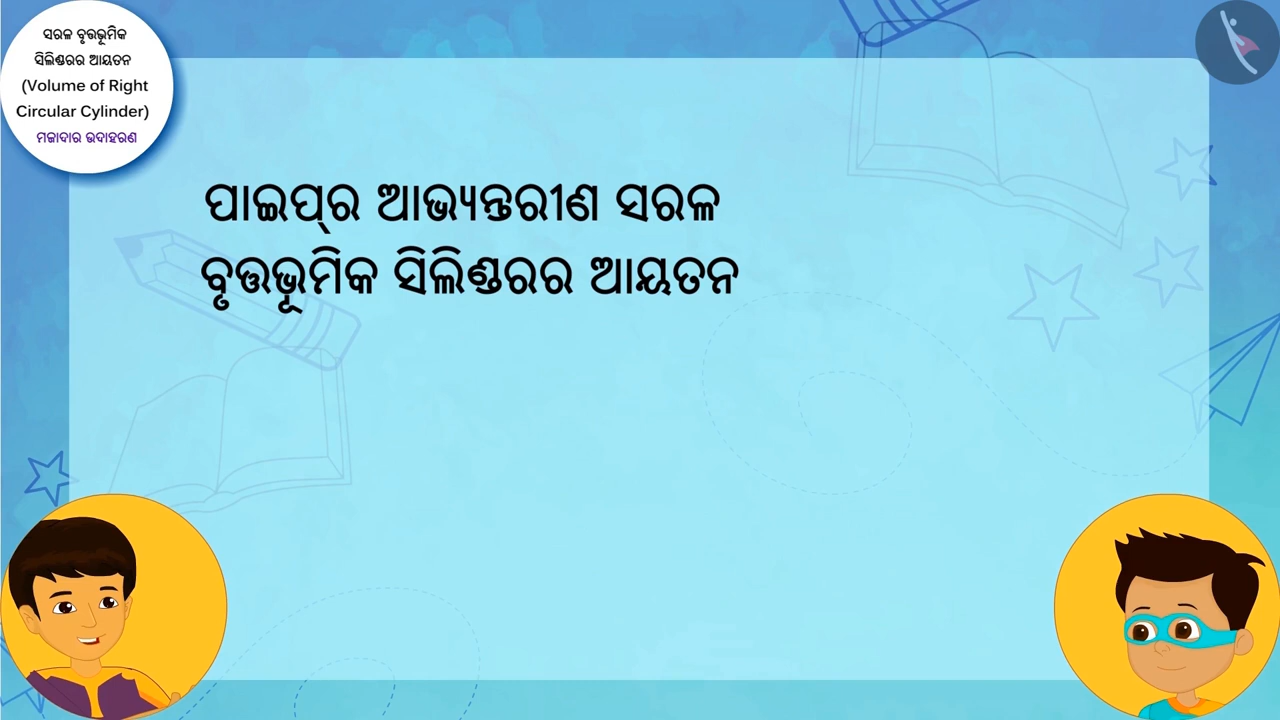 ସରଳ ବୃତ୍ତଭୂମିକ
ସିଲିଣ୍ଡରର ଆୟତନ
(Volume of Right
Circular Cylinder)
ମଜାଦାର ଉଦାହରଣ
ପାଇପ୍‌ର ଆଭ୍ୟନ୍ତରୀଣ ସରଳ
ବୃତ୍ତଭୂମିକ ସିଲିଣ୍ଡରର ଆୟତନ